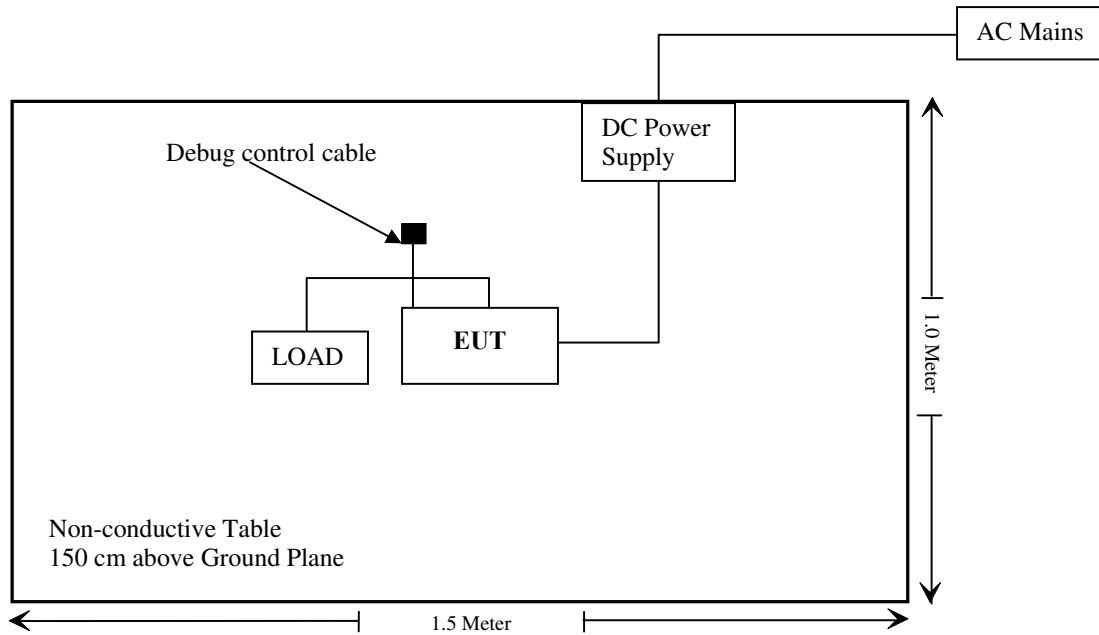 AC Mains
DC Power
Supply
Debug control cable
LOAD
EUT
1.0 Meter
Non-conductive Table
150 cm above Ground Plane
1.5 Meter